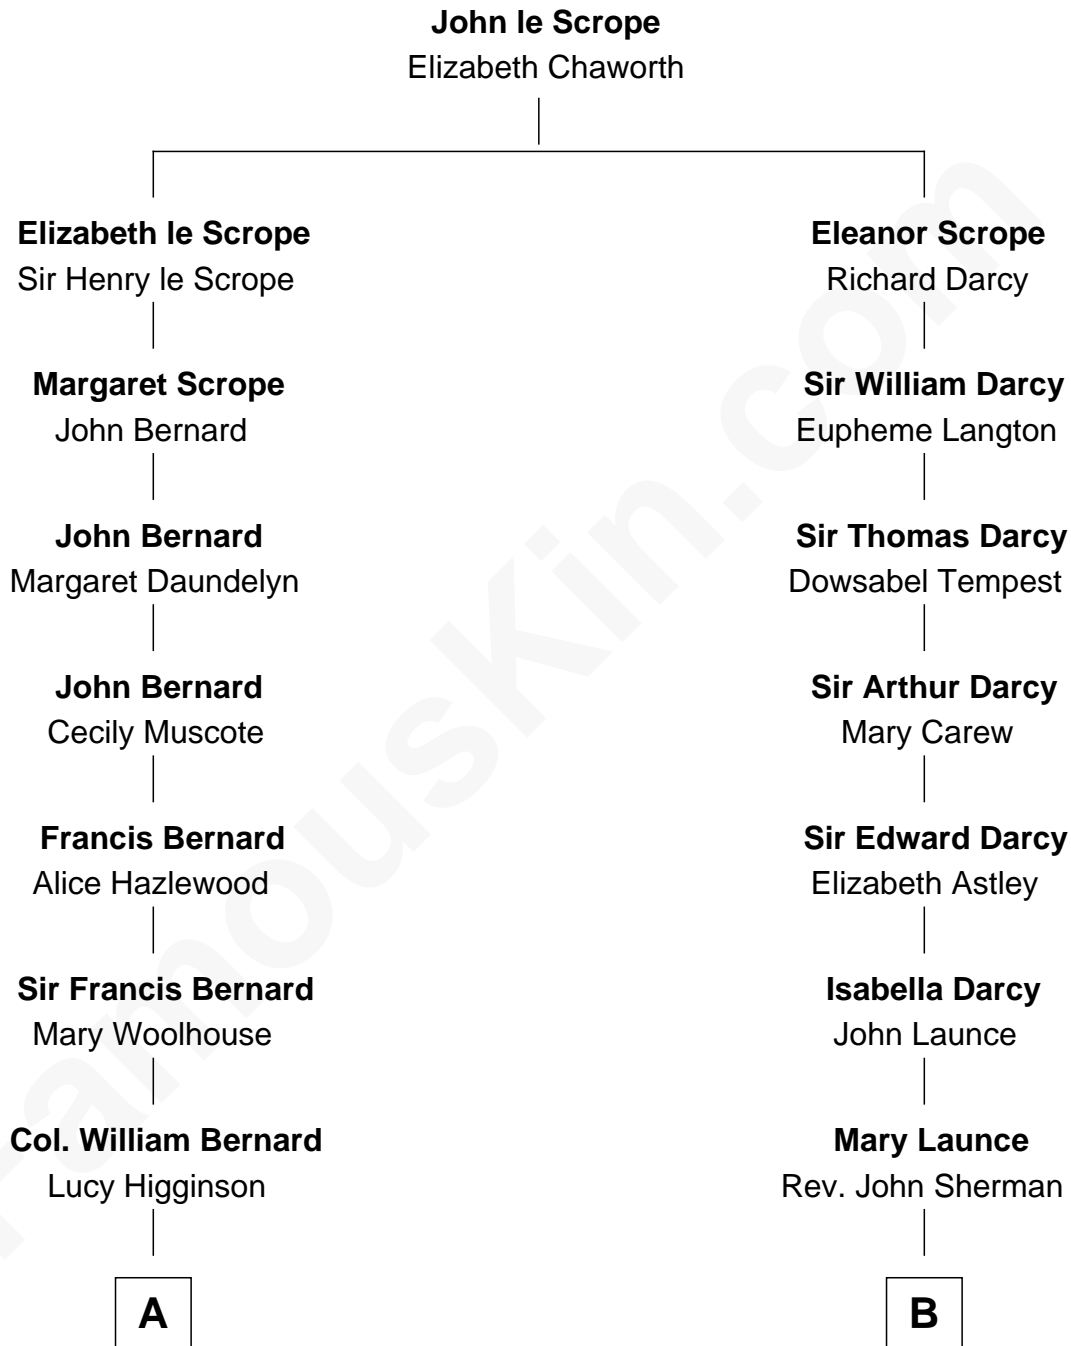 John le Scrope
Elizabeth Chaworth
Elizabeth le Scrope
Sir Henry le Scrope
Margaret Scrope
John Bernard
John Bernard
Margaret Daundelyn
John Bernard
Cecily Muscote
Francis Bernard
Alice Hazlewood
Sir Francis Bernard
Mary Woolhouse
Col. William Bernard
Lucy Higginson
A
Eleanor Scrope
Richard Darcy
Sir William Darcy
Eupheme Langton
Sir Thomas Darcy
Dowsabel Tempest
Sir Arthur Darcy
Mary Carew
Sir Edward Darcy
Elizabeth Astley
Isabella Darcy
John Launce
Mary Launce
Rev. John Sherman
B
FamousKin.com